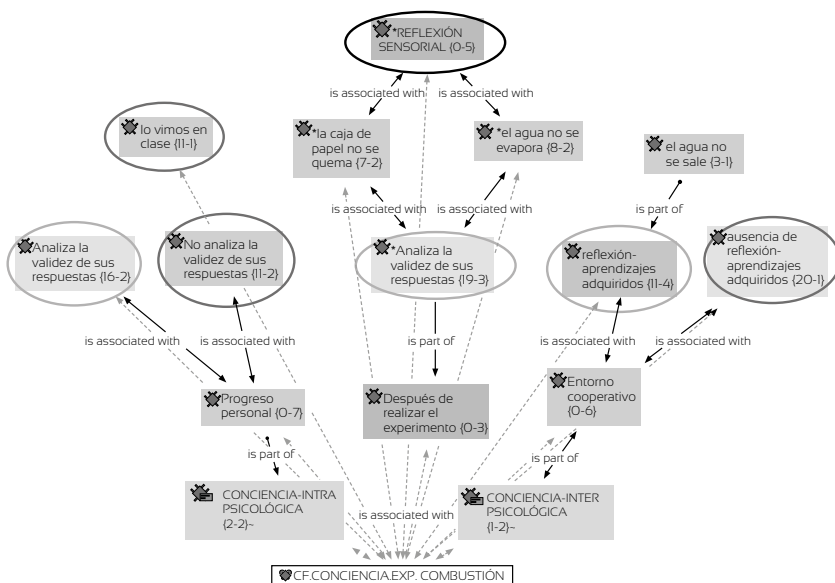 *REFLEXIÓN
SENSORIAL {0-5}
is associated with
is associated with
lo vimos en
clase {11-1}
*la caja de
papel no se
quema {7-2}
*el agua no se
evapora {8-2}
el agua no
se sale {3-1}
is associated with
is associated with
is part of
*Analiza la
validez de sus
respuestas {16-2}
No analiza la
validez de sus
respuestas {11-2}
*Analiza la
validez de sus
respuestas {19-3}
reflexión-
aprendizajes
adquiridos {11-4}
ausencia de
reflexión-
aprendizajes
adquiridos {20-1}
is associated with
is associated with
is part of
is associated with
is associated with
Progreso
personal {0-7}
Después de
realizar el
experimento {0-3}
Entorno
cooperativo
{0-6}
is part of
is part of
CONCIENCIA-INTRA
PSICOLÓGICA
{2-2}~
is associated with
CONCIENCIA-INTER
PSICOLÓGICA
{1-2}~
CF.CONCIENCIA.EXP. COMBUSTIÓN